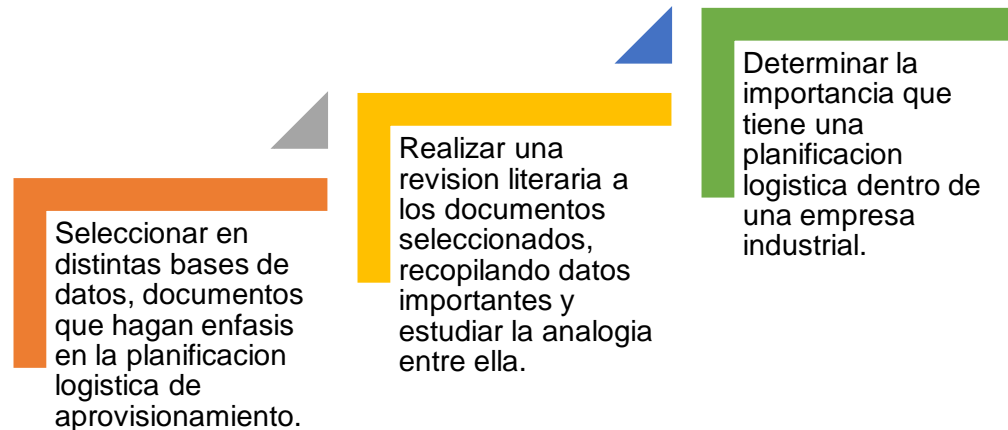 Seleccionar en
distintas bases de
datos, documentos
que hagan enfasis
en la planificacion
logistica de
aprovisionamiento.
Realizar una
revision literaria a
los documentos
seleccionados,
recopilando datos
importantes y
estudiar la analogia
entre ella.
Determinar la
importancia que
tiene una
planificacion
logistica dentro de
una empresa
industrial.